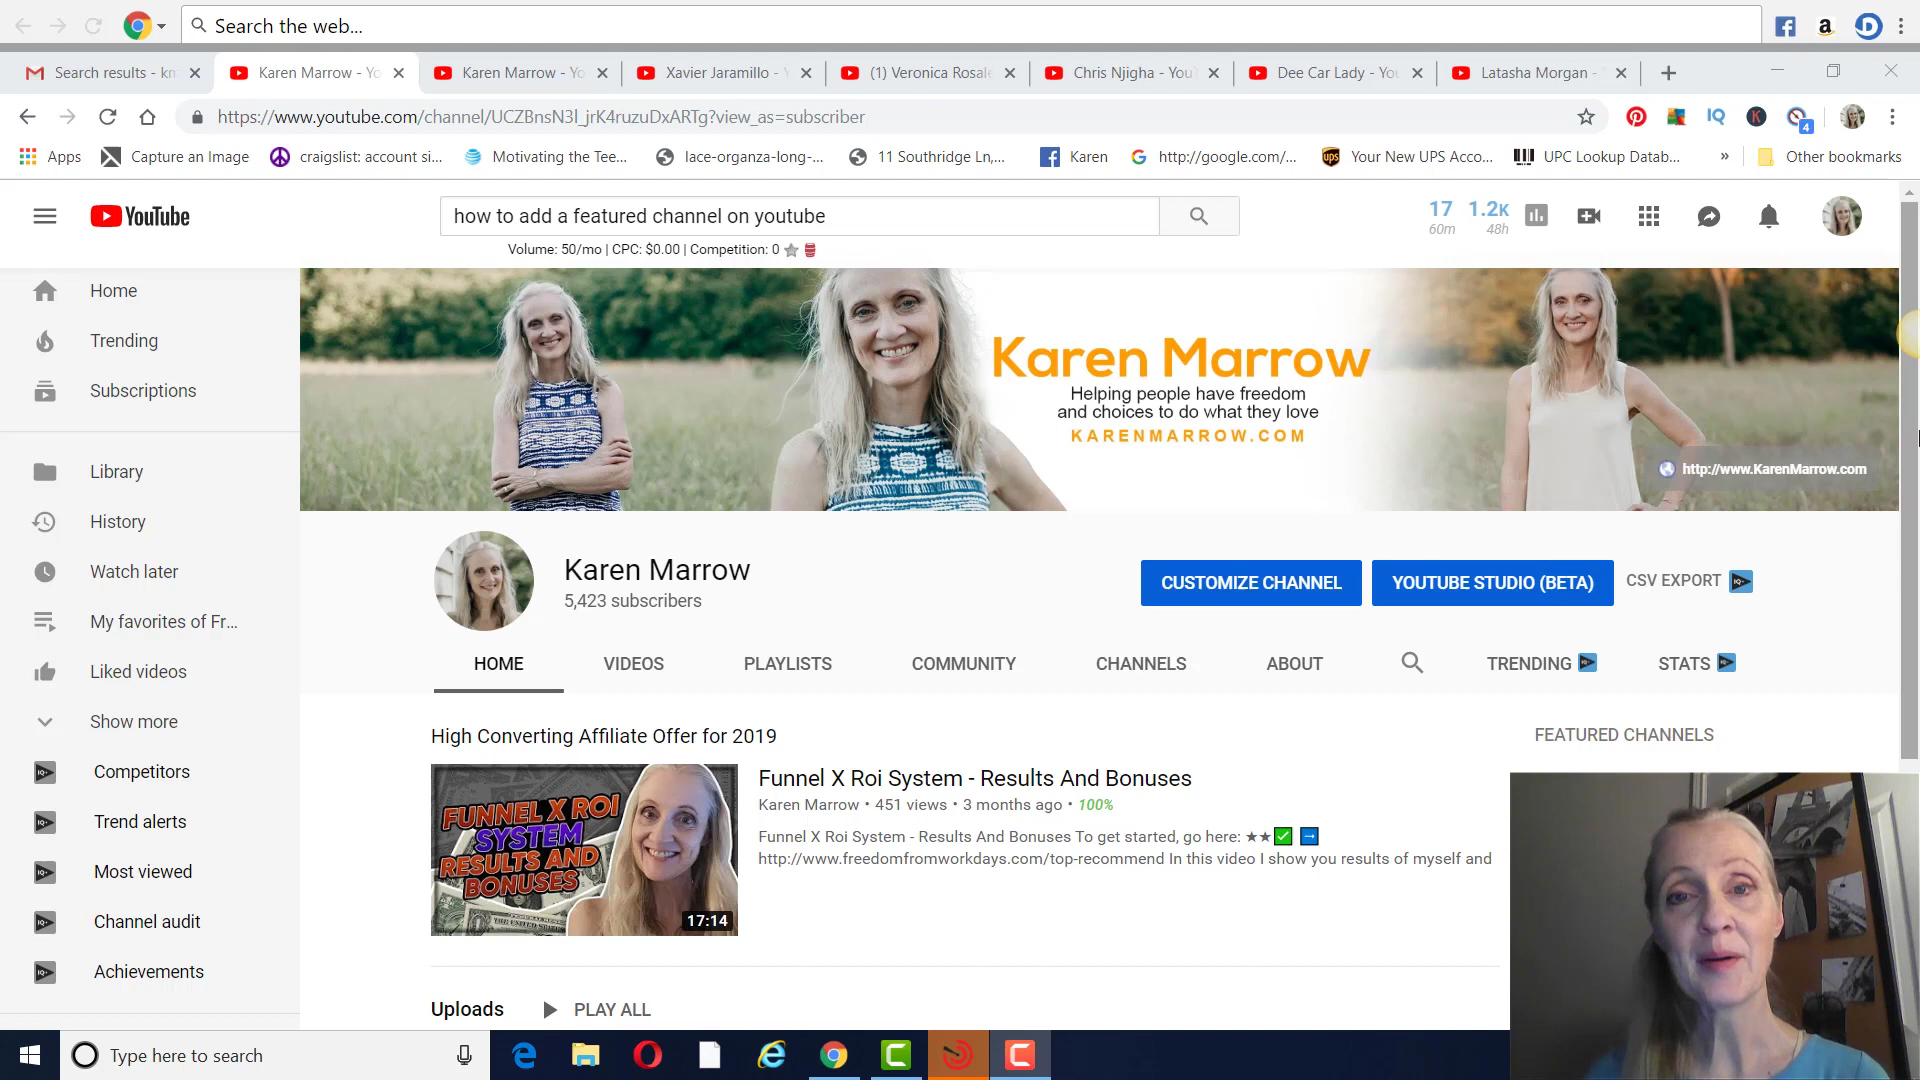 Search the web...
Search results - km
Karen Marrow - Yo
Karen Marrow - Yo
Xavier Jaramillo -
(1) Veronica Rosale
Chris Njigha - YouT
Dee Car Lady - You
Latasha Morgan -
https://www.youtube.com/channel/UCZBnsN3l_jrK4ruzuDxARTg?view_as=subscriber
IQ
K
4
Apps
Capture an Image
craigslist: account si...
Motivating the Tee...
lace-organza-long-...
11 Southridge Ln,...
Karen
http://google.com/...
Your New UPS Acco...
UPC Lookup Datab...
»
Other bookmarks
YouTube
how to add a featured channel on youtube
17
60m
1.2K
48h
Volume: 50/mo | CPC: $0.00 | Competition: 0
Home
Trending
Subscriptions
Library
History
Watch later
My favorites of Fr...
Liked videos
Show more
Competitors
Trend alerts
Most viewed
Channel audit
Achievements
Karen Marrow
Helping people have freedom
and choices to do what they love
KARENMARROW.COM
http://www.KarenMarrow.com
Karen Marrow
5,423 subscribers
CUSTOMIZE CHANNEL
YOUTUBE STUDIO (BETA)
CSV EXPORT
HOME
VIDEOS
PLAYLISTS
COMMUNITY
CHANNELS
ABOUT
TRENDING
STATS
High Converting Affiliate Offer for 2019
FEATURED CHANNELS
FUNNEL X ROI
SYSTEM
RESULTS AND
BONUSES
17:14
Funnel X Roi System - Results And Bonuses
Karen Marrow • 451 views • 3 months ago • 100%
Funnel X Roi System - Results And Bonuses To get started, go here: ★★✅ ➡
http://www.freedomfromworkdays.com/top-recommend In this video I show you results of myself and
Uploads
PLAY ALL
Type here to search